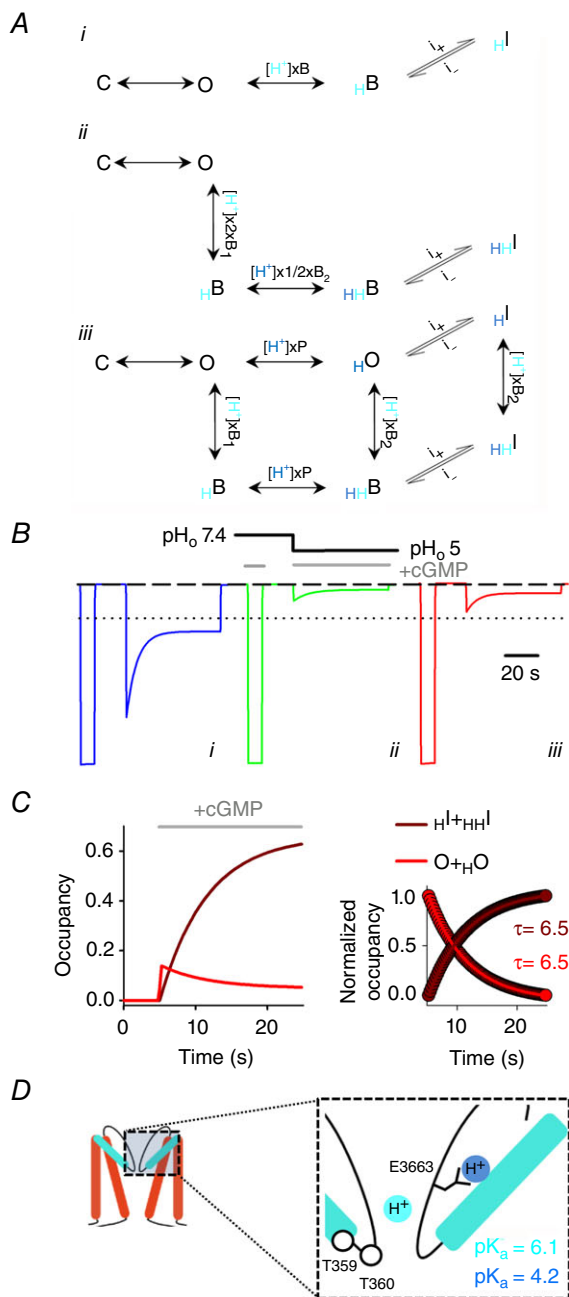 A
i
C O [H+]xB HB i+ i- HI
ii
C O
[H+]x2xB1
HB [H+]x1/2xB2 HHB i+ i- HHI
iii
C O [H+]xP HO i+ i- HI
[H+]xB1 [H+]xB2 [H+]xB2
HB [H+]xP HHB i+ i- HHI
B
pHo 7.4
pHo 5
+cGMP
20 s
i ii iii
C
+cGMP
Occupancy
0.6
0.4
0.2
0.0
0 10 20
Time (s)
HI+HHI
O+HO
Normalized
occupancy
1.0
0.5
0.0
τ= 6.5
τ= 6.5
10 20
Time (s)
D
E3663
H+
H+
T359
T360
pKa = 6.1
pKa = 4.2